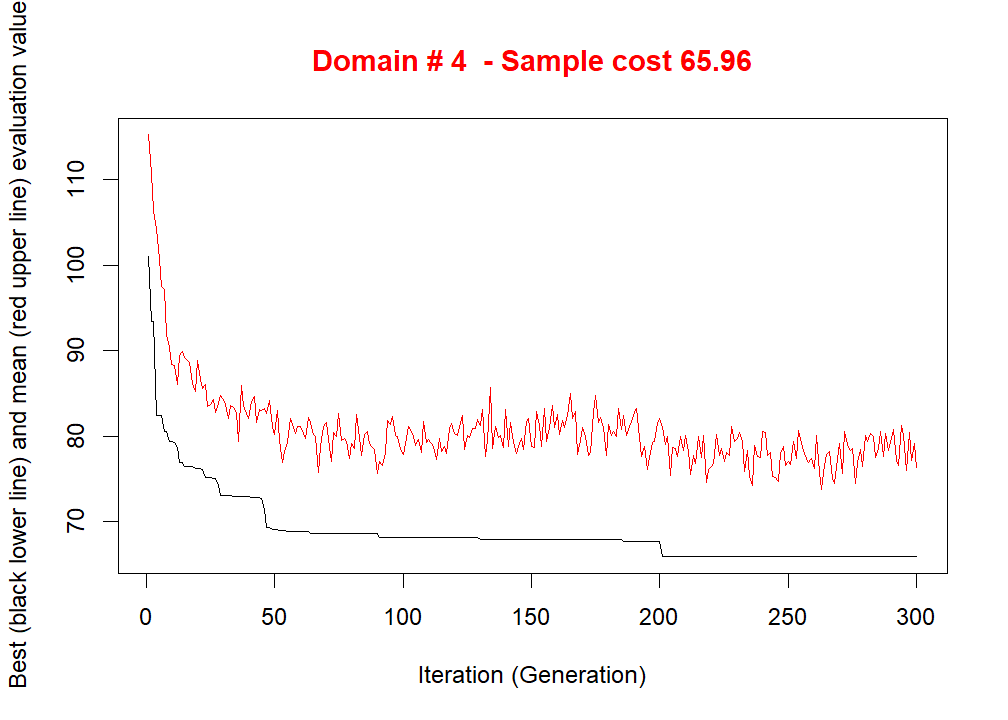 Domain # 4  - Sample cost 65.96
Best (black lower line) and mean (red upper line) evaluation value
110
100
90
80
70
0 50 100 150 200 250 300
Iteration (Generation)